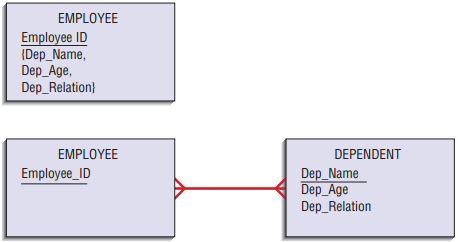 EMPLOYEE
Employee ID
{Dep_Name,
Dep_Age,
Dep_Relation}
EMPLOYEE
Employee_ID
DEPENDENT
Dep_Name
Dep_Age
Dep_Relation